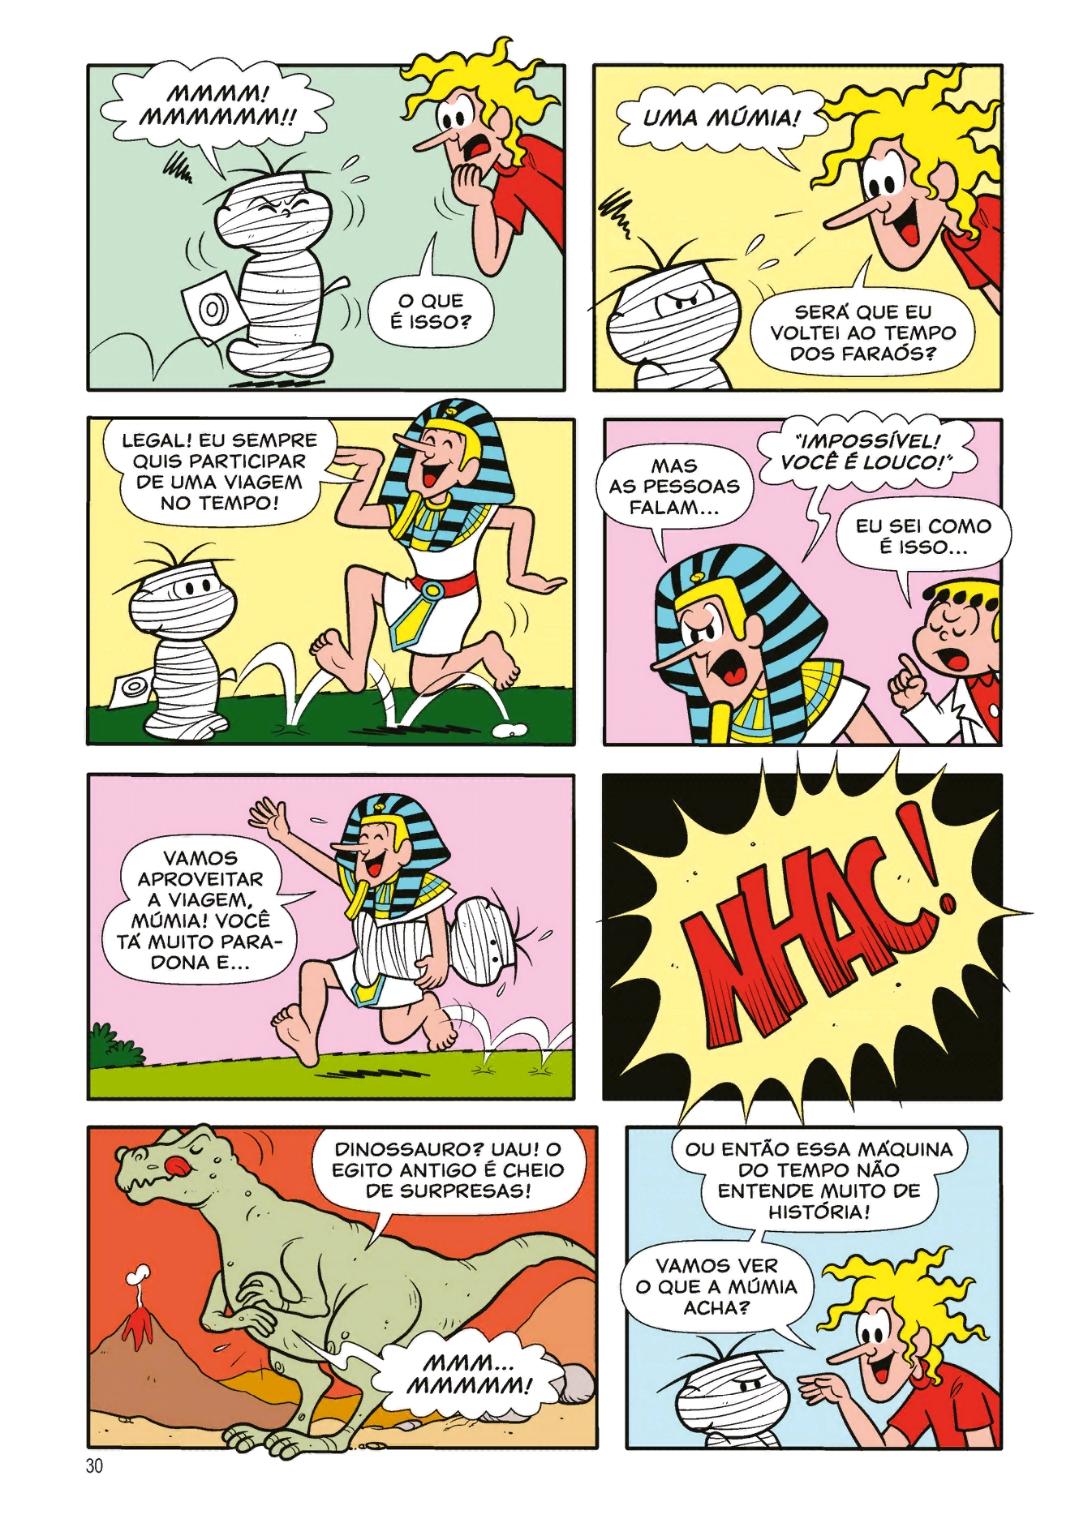 MMMM!
MMMMMMM!!
O QUE
É ISSO?
UMA MÚMIA!
SERÁ QUE EU
VOLTEI AO TEMPO
DOS FARAÓS?
LEGAL! EU SEMPRE
QUIS PARTICIPAR
DE UMA VIAGEM
NO TEMPO!
MAS
AS PESSOAS
FALAM...
"IMPOSSÍVEL!
VOCÊ É LOUCO!"
EU SEI COMO
É ISSO...
VAMOS
APROVEITAR
A VIAGEM,
MÚMIA! VOCÊ
TÁ MUITO PARA-
DONA E...
NHAC!
DINOSSAURO? UAU! O
EGITO ANTIGO É CHEIO
DE SURPRESAS!
MMM...
MMMMM!
OU ENTÃO ESSA MÁQUINA
DO TEMPO NÃO
ENTENDE MUITO DE
HISTÓRIA!
VAMOS VER
O QUE A MÚMIA
ACHA?
30